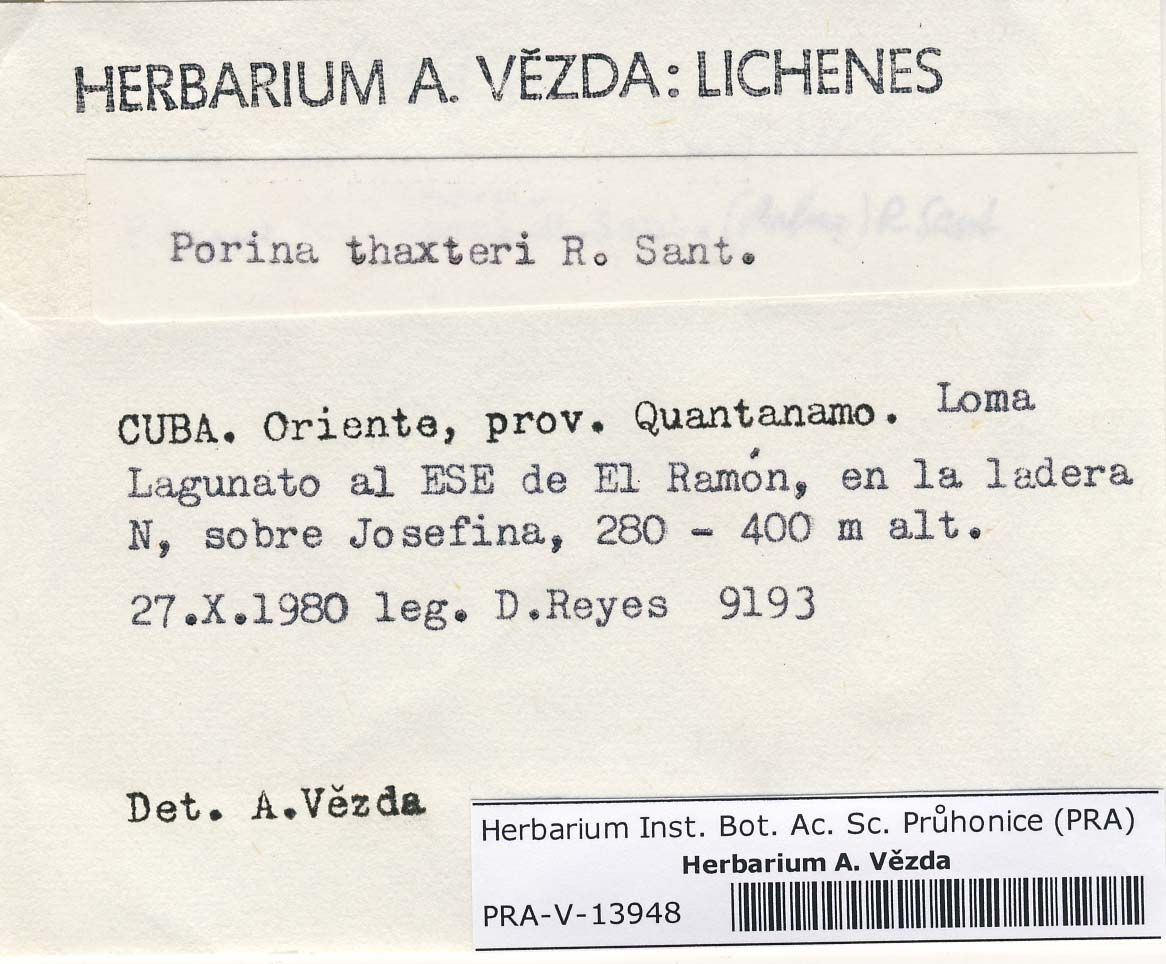 HERBARIUM A. VĚZDA: LICHENES
R. Sant
Porina thaxteri R. Sant.
CUBA. Oriente, prov. Quantanamo. Loma
Lagunato al ESE de El Ramón, en la ladera
N, sobre Josefina, 280 - 400 m alt.
27.X.1980 leg. D.Reyes 9193
Det. A.Vězda
Herbarium Inst. Bot. Ac. Sc. Průhonice (PRA)
Herbarium A. Vězda
PRA-V-13948